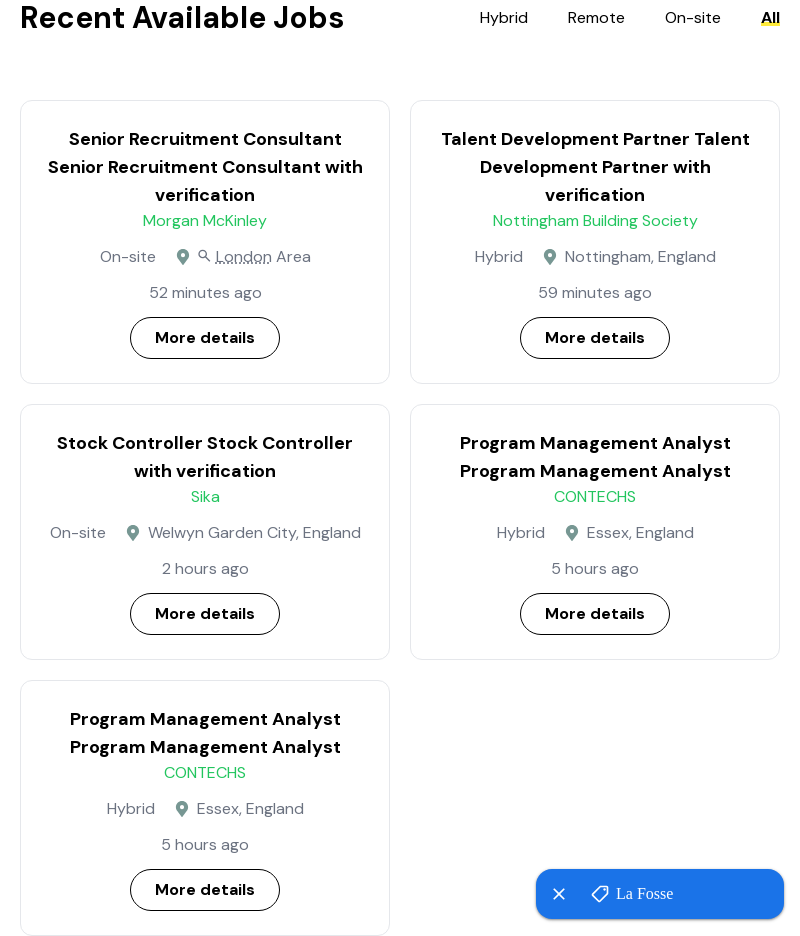 Recent Available Jobs
Hybrid Remote On-site All
Senior Recruitment Consultant
Senior Recruitment Consultant with
verification
Morgan McKinley
On-site London Area
52 minutes ago
More details
Talent Development Partner Talent
Development Partner with
verification
Nottingham Building Society
Hybrid Nottingham, England
59 minutes ago
More details
Stock Controller Stock Controller
with verification
Sika
On-site Welwyn Garden City, England
2 hours ago
More details
Program Management Analyst
Program Management Analyst
CONTECHS
Hybrid Essex, England
5 hours ago
More details
Program Management Analyst
Program Management Analyst
CONTECHS
Hybrid Essex, England
5 hours ago
More details
La Fosse